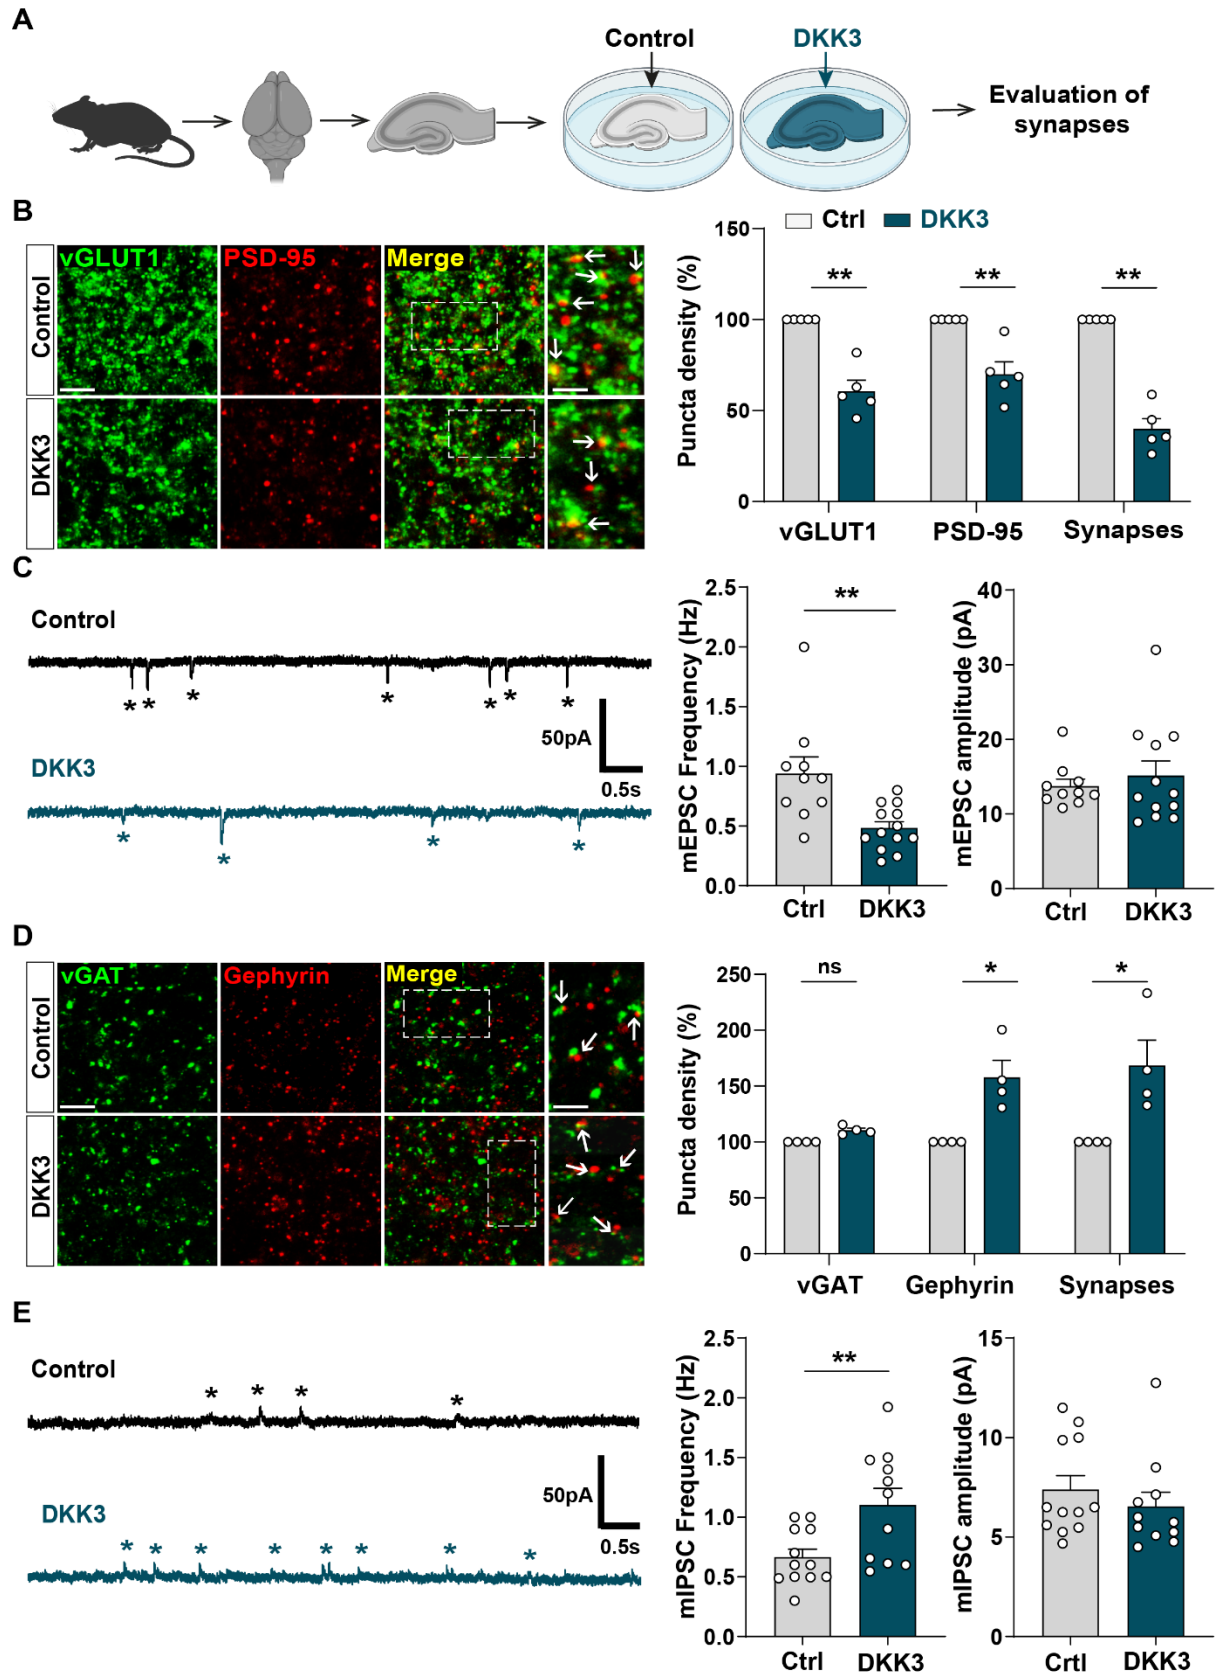 A
Control
DKK3
Evaluation of
synapses
B
Control
DKK3
vGLUT1
PSD-95
Merge
Ctrl
DKK3
Puncta density (%)
150
100
50
0
**
**
**
vGLUT1
PSD-95
Synapses
C
Control
* * * * * * *
50pA
0.5s
DKK3
* * * *
mEPSC Frequency (Hz)
2.5
2.0
1.5
1.0
0.5
0.0
**
Ctrl
DKK3
mEPSC amplitude (pA)
40
30
20
10
0
Ctrl
DKK3
D
Control
DKK3
vGAT
Gephyrin
Merge
Puncta density (%)
250
200
150
100
50
0
ns
*
*
vGAT
Gephyrin
Synapses
E
Control
* * * *
50pA
0.5s
DKK3
* * * * * * * *
mIPSC Frequency (Hz)
2.5
2.0
1.5
1.0
0.5
0.0
**
Ctrl
DKK3
mIPSC amplitude (pA)
15
10
5
0
Crtl
DKK3